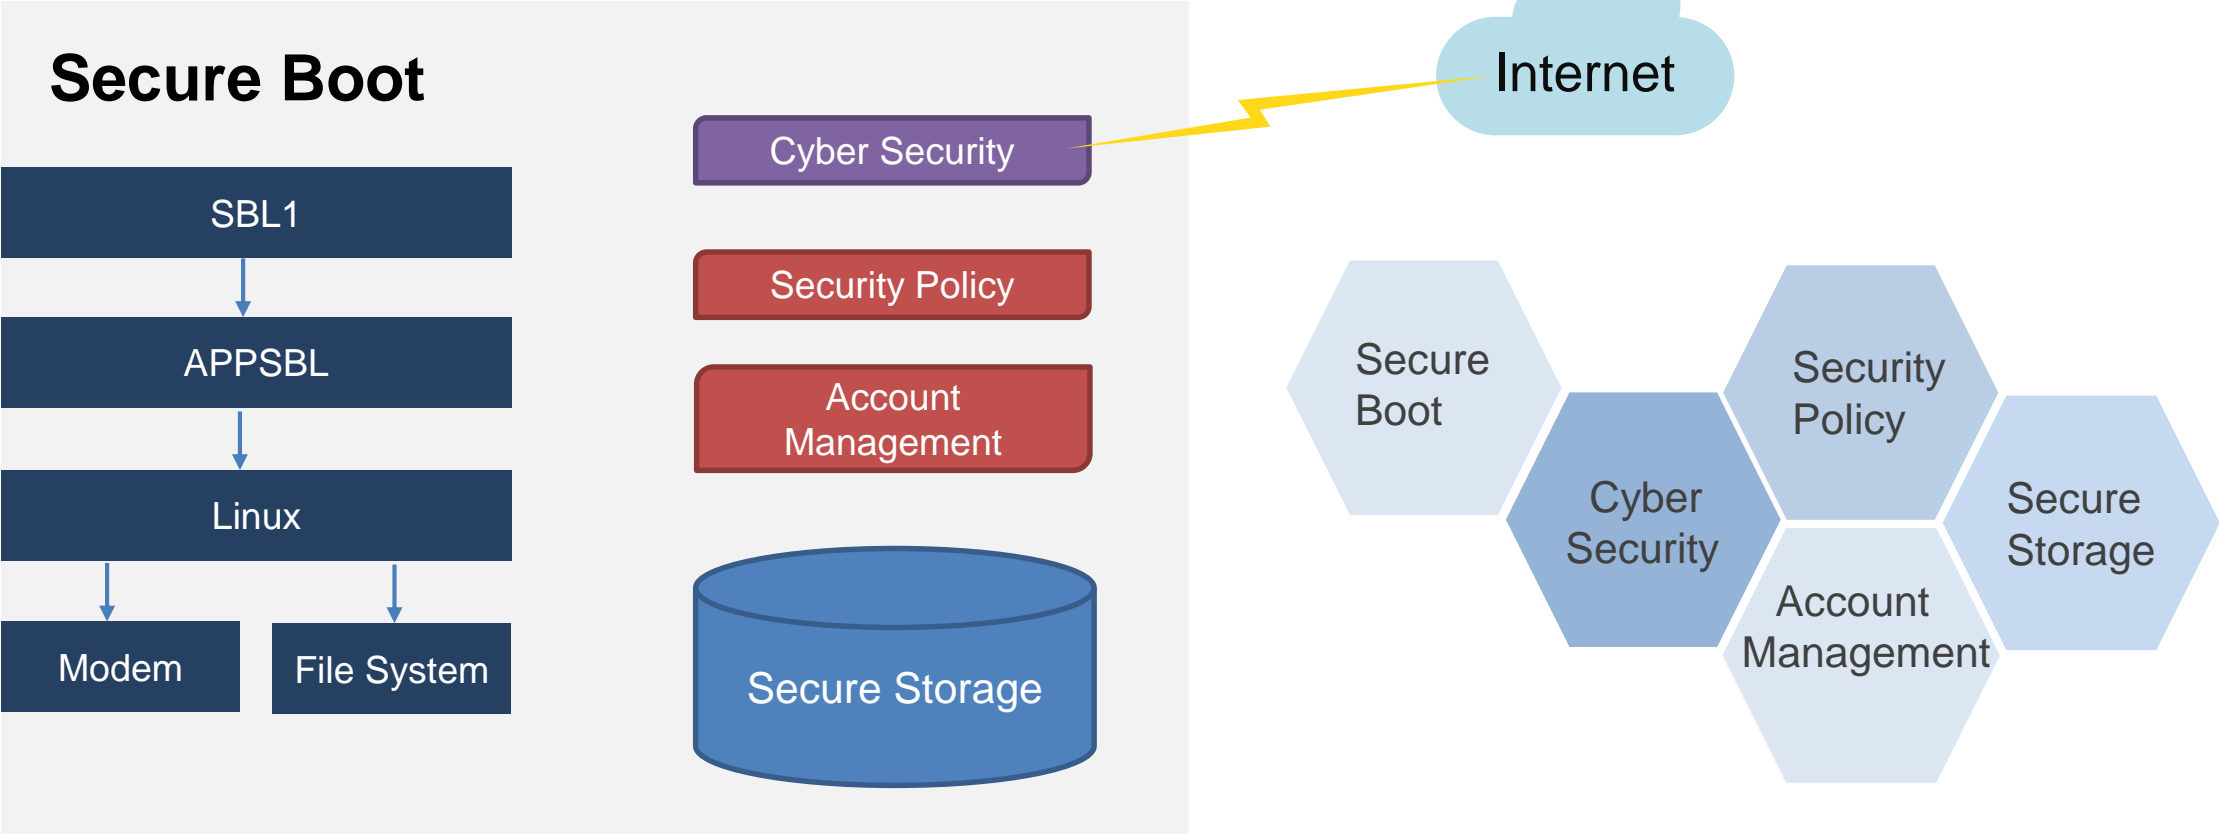 Secure Boot
SBL1
APPSBL
Linux
Modem
File System
Cyber Security
Security Policy
Account
Management
Secure Storage
Internet
Secure
Boot
Cyber
Security
Security
Policy
Account
Management
Secure
Storage